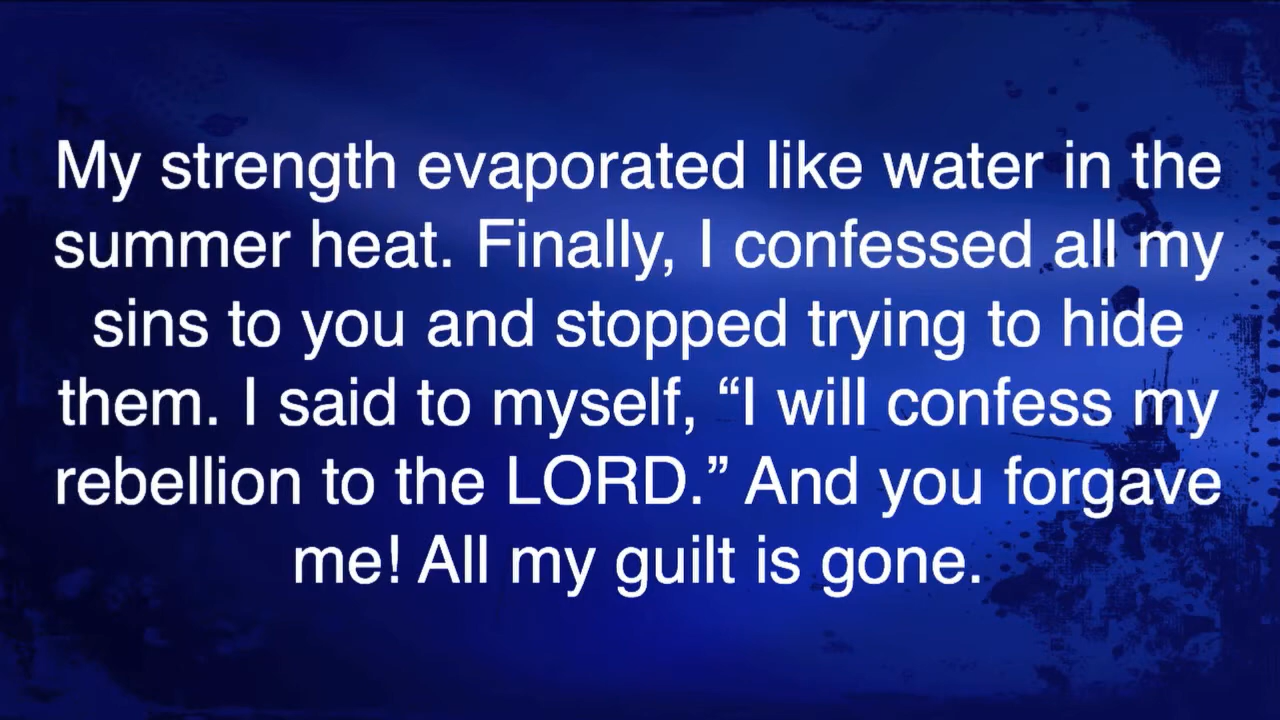 My strength evaporated like water in the
summer heat. Finally, I confessed all my
sins to you and stopped trying to hide
them. I said to myself, “I will confess my
rebellion to the LORD.” And you forgave
me! All my guilt is gone.